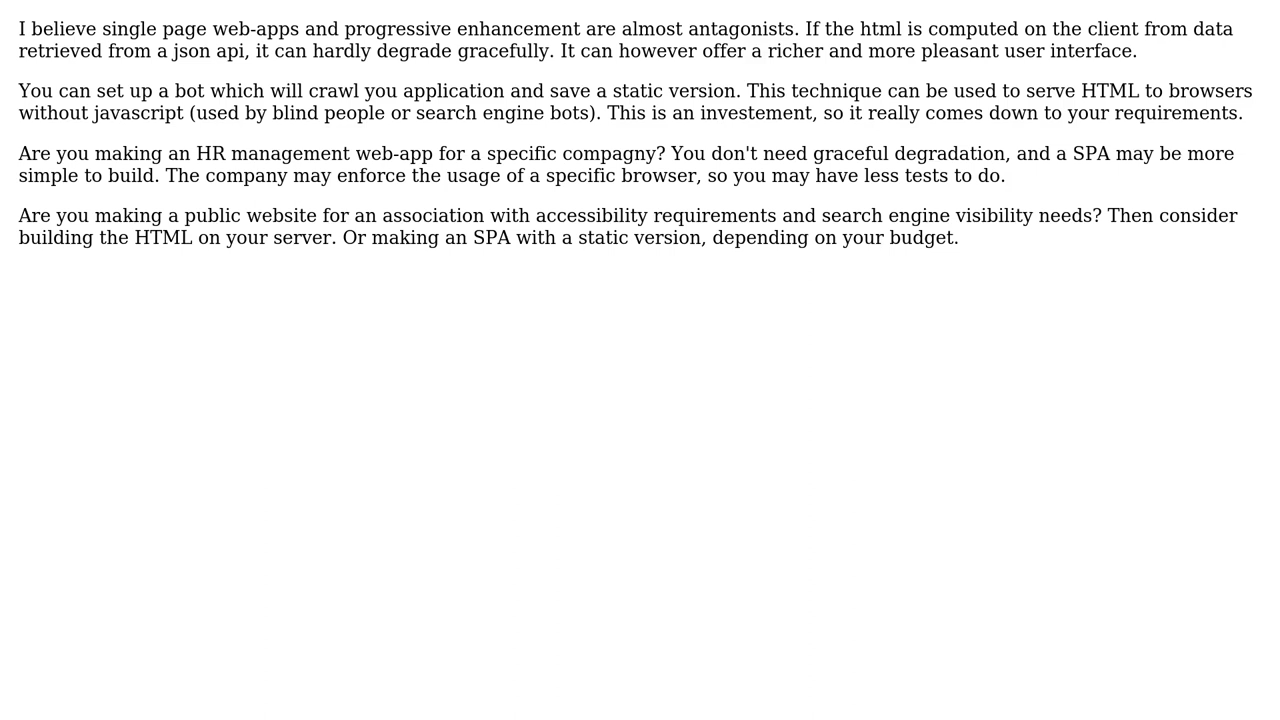 I believe single page web-apps and progressive enhancement are almost antagonists. If the html is computed on the client from data
retrieved from a json api, it can hardly degrade gracefully. It can however offer a richer and more pleasant user interface.
You can set up a bot which will crawl you application and save a static version. This technique can be used to serve HTML to browsers
without javascript (used by blind people or search engine bots). This is an investement, so it really comes down to your requirements.
Are you making an HR management web-app for a specific compagny? You don't need graceful degradation, and a SPA may be more
simple to build. The company may enforce the usage of a specific browser, so you may have less tests to do.
Are you making a public website for an association with accessibility requirements and search engine visibility needs? Then consider
building the HTML on your server. Or making an SPA with a static version, depending on your budget.